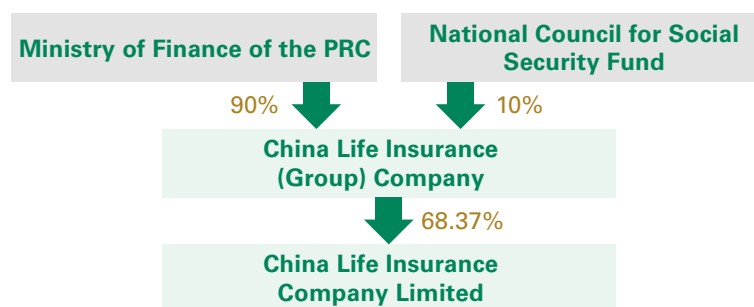 Ministry of Finance of the PRC
National Council for Social
Security Fund
90%
10%
China Life Insurance
(Group) Company
68.37%
China Life Insurance
Company Limited